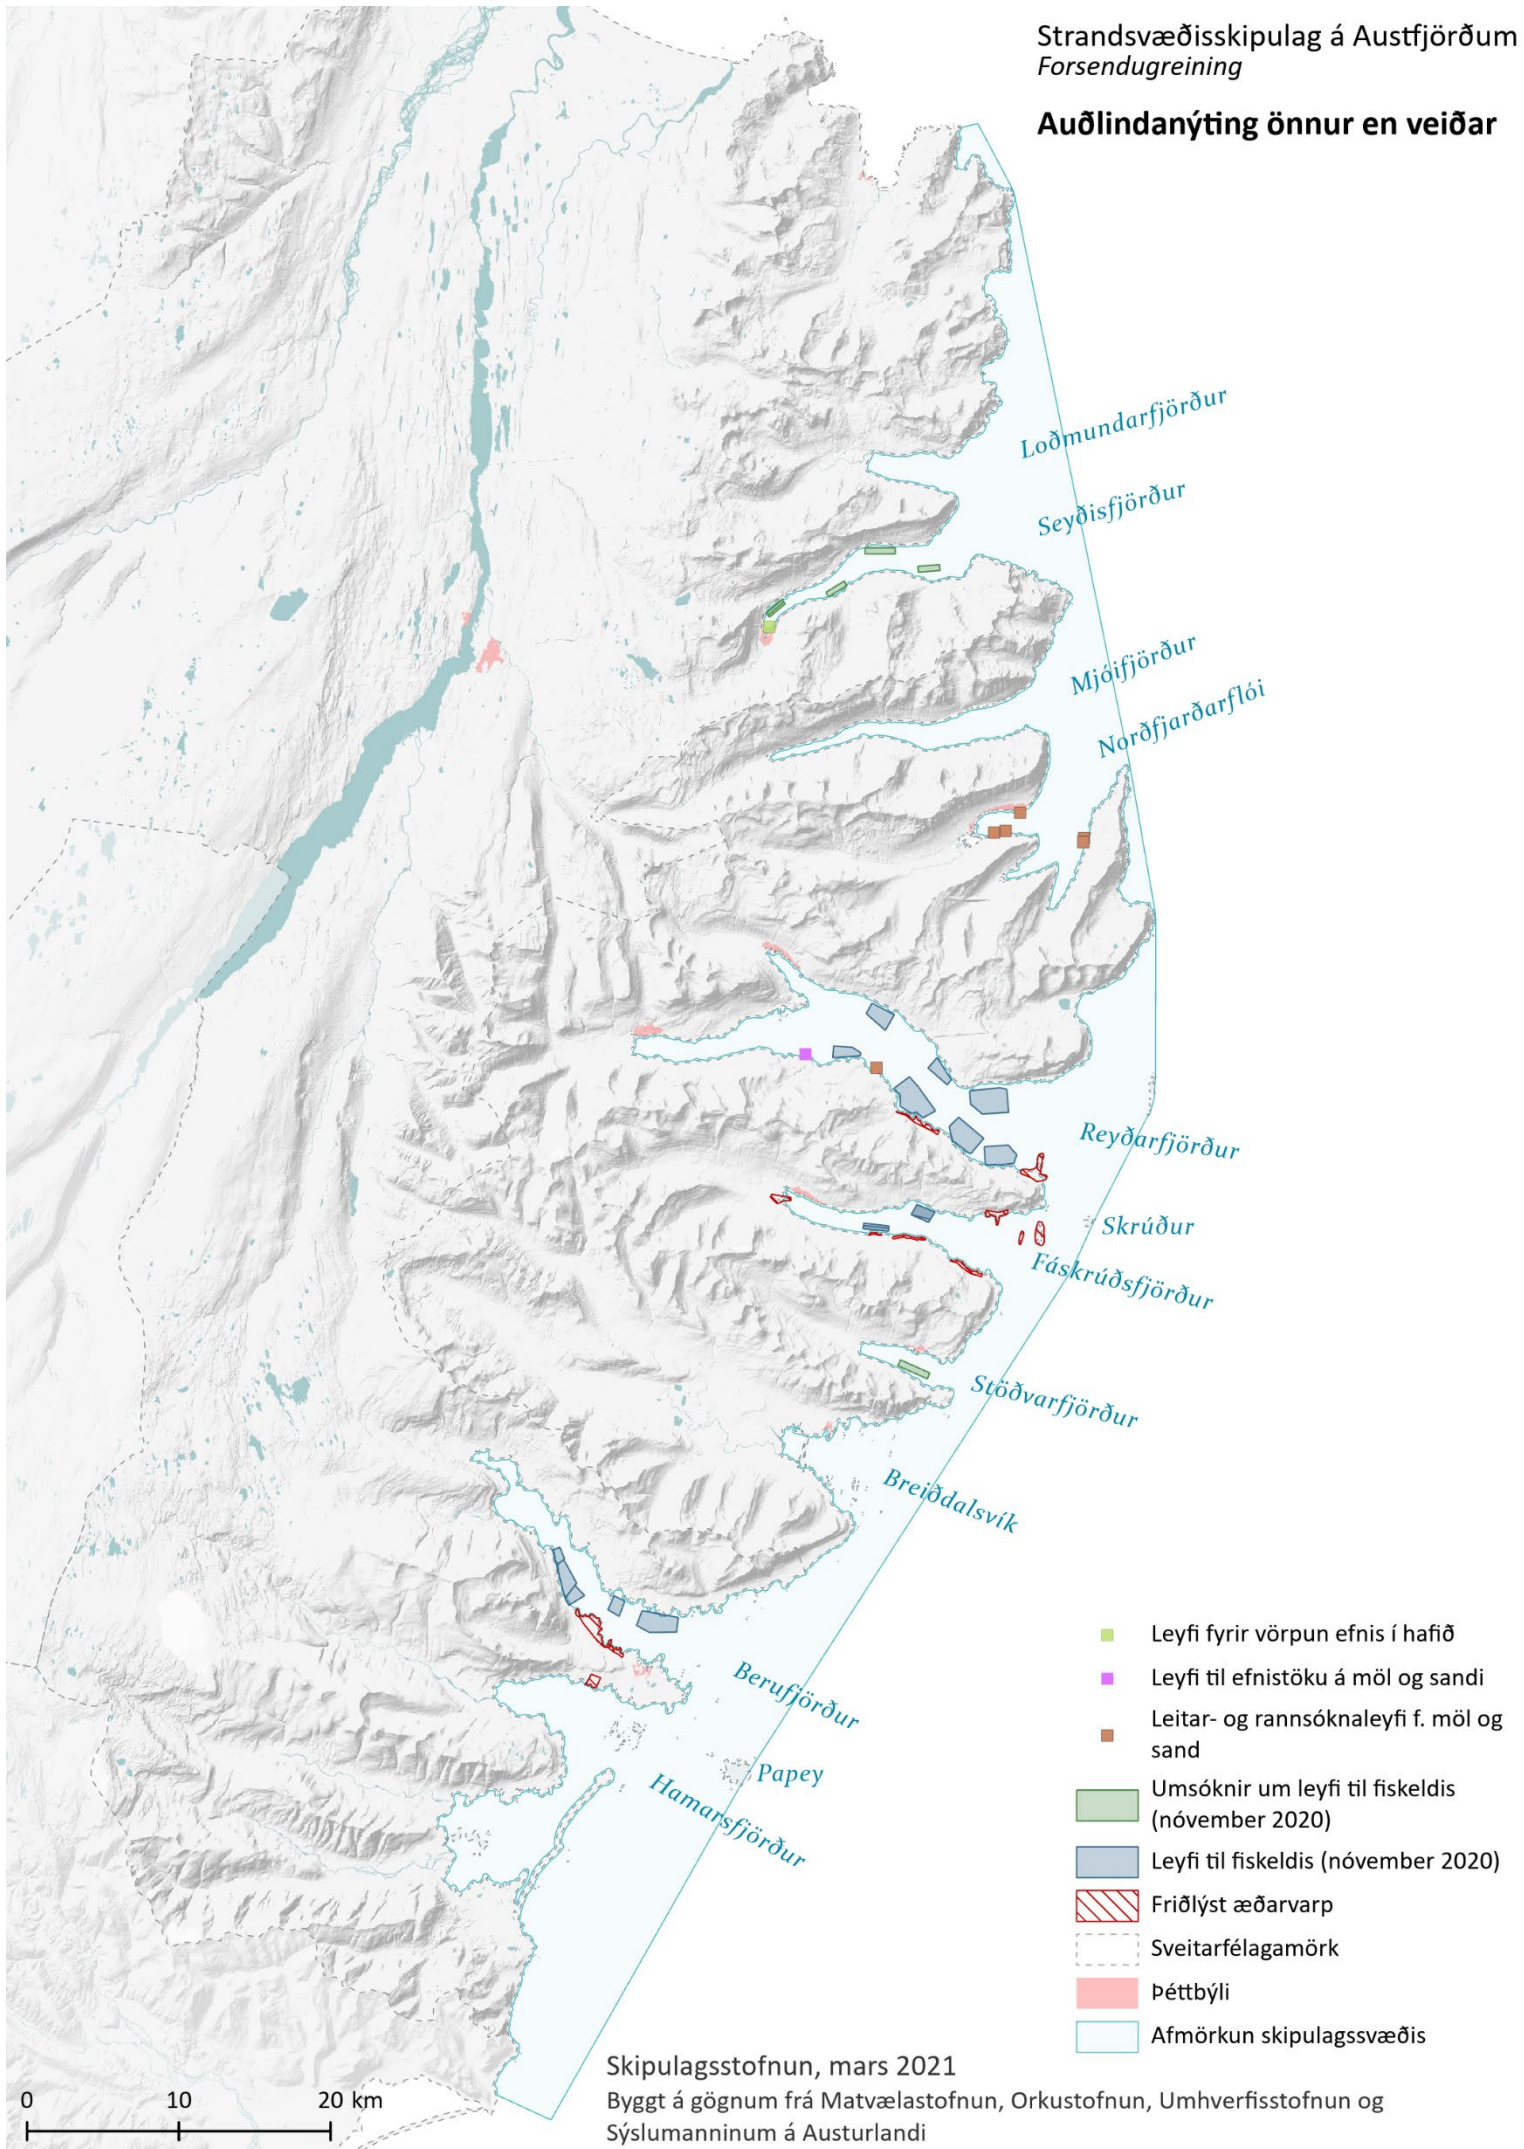 Strandsvæðisskipulag á Austfjörðum
Forsendugreining
Auðlindanýting önnur en veiðar
Loðmundarfjörður
Seyðisfjörður
Mjóifjörður
Norðfjarðarflói
Reyðarfjörður
Skrúður
Fáskrúðsfjörður
Stöðvarfjörður
Breiðdalsvík
Berufjörður
Papey
Hamarsfjörður
Leyfi fyrir vörpun efnis í hafið
Leyfi til efnistöku á möl og sandi
Leitar- og rannsóknaleyfi f. möl og
sand
Umsóknir um leyfi til fiskeldis
(nóvember 2020)
Leyfi til fiskeldis (nóvember 2020)
Friðlýst æðarvarp
Sveitarfélagamörk
Þéttbýli
Afmörkun skipulagssvæðis
0 10 20 km
Skipulagsstofnun, mars 2021
Byggt á gögnum frá Matvælastofnun, Orkustofnun, Umhverfisstofnun og
Sýslumanninum á Austurlandi